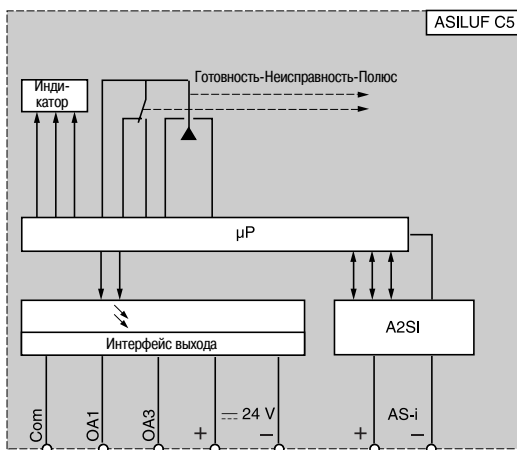 ASILUF C5
Готовность-Неисправность-Полюс
Инди-
катор
µP
A2SI
Интерфейс выхода
Com
OA1
OA3
+
24 V
−
+
AS-i
−